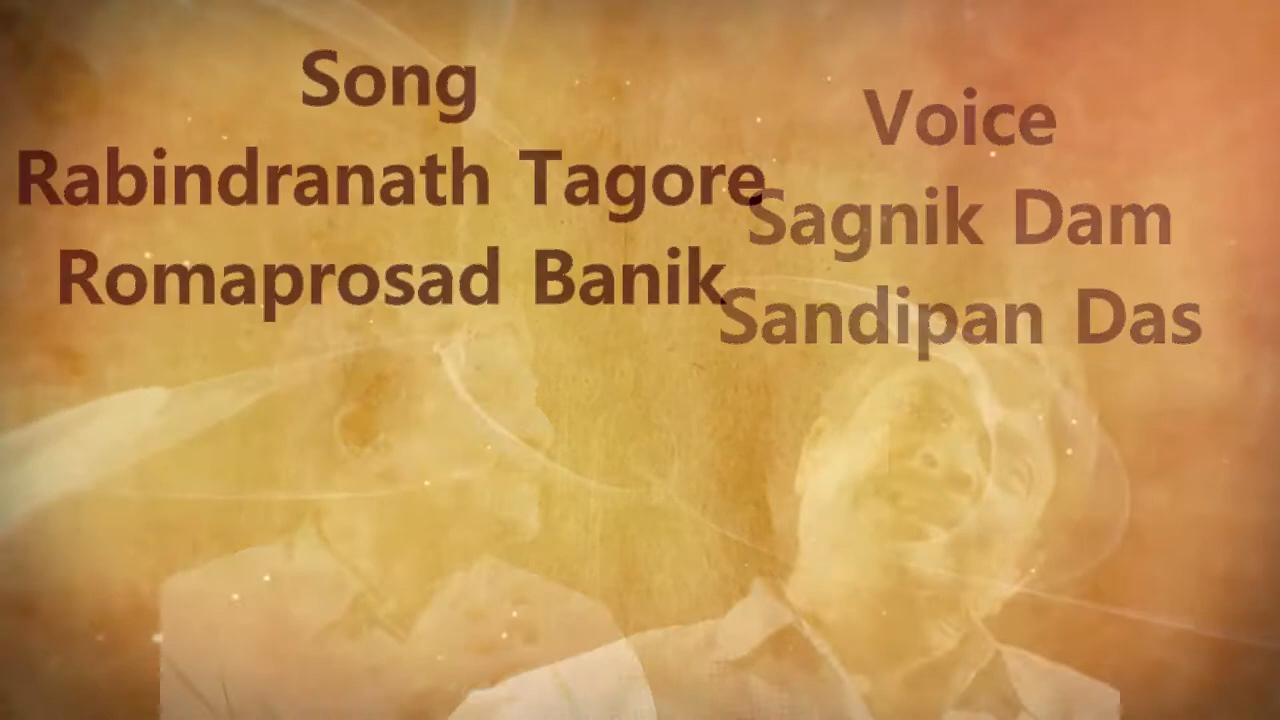 Song
Rabindranath Tagore
Romaprosad Banik
Voice
Sagnik Dam
Sandipan Das